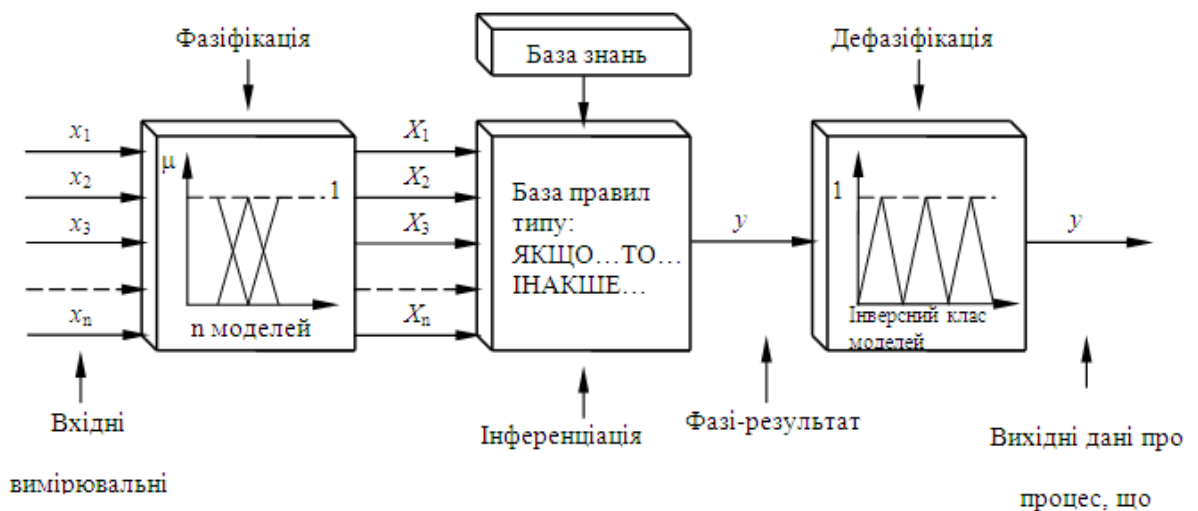 Фазіфікація
База знань
Дефазіфікація
x1
x2
x3
xn
μ
1
n моделей
X1
X2
X3
Xn
База правил
типу:
ЯКЩО…ТО…
ІНАКШЕ…
y
1
Інверсний клас
моделей
y
Вхідні
вимірювальні
Інференціація
Фазі-результат
Вихідні дані про
процес, що